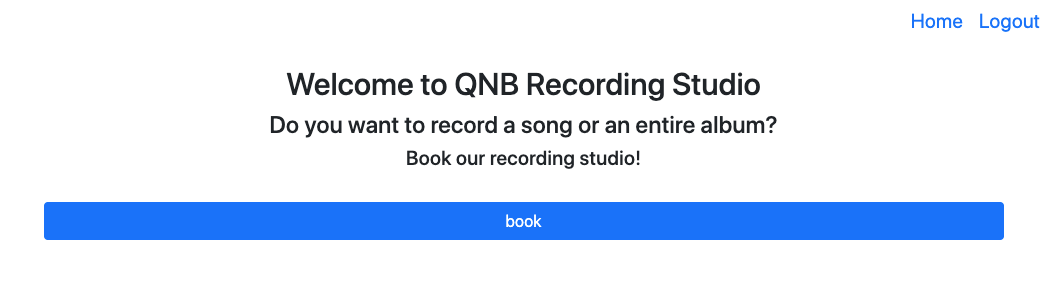 Home Logout
Welcome to QNB Recording Studio
Do you want to record a song or an entire album?
Book our recording studio!
book